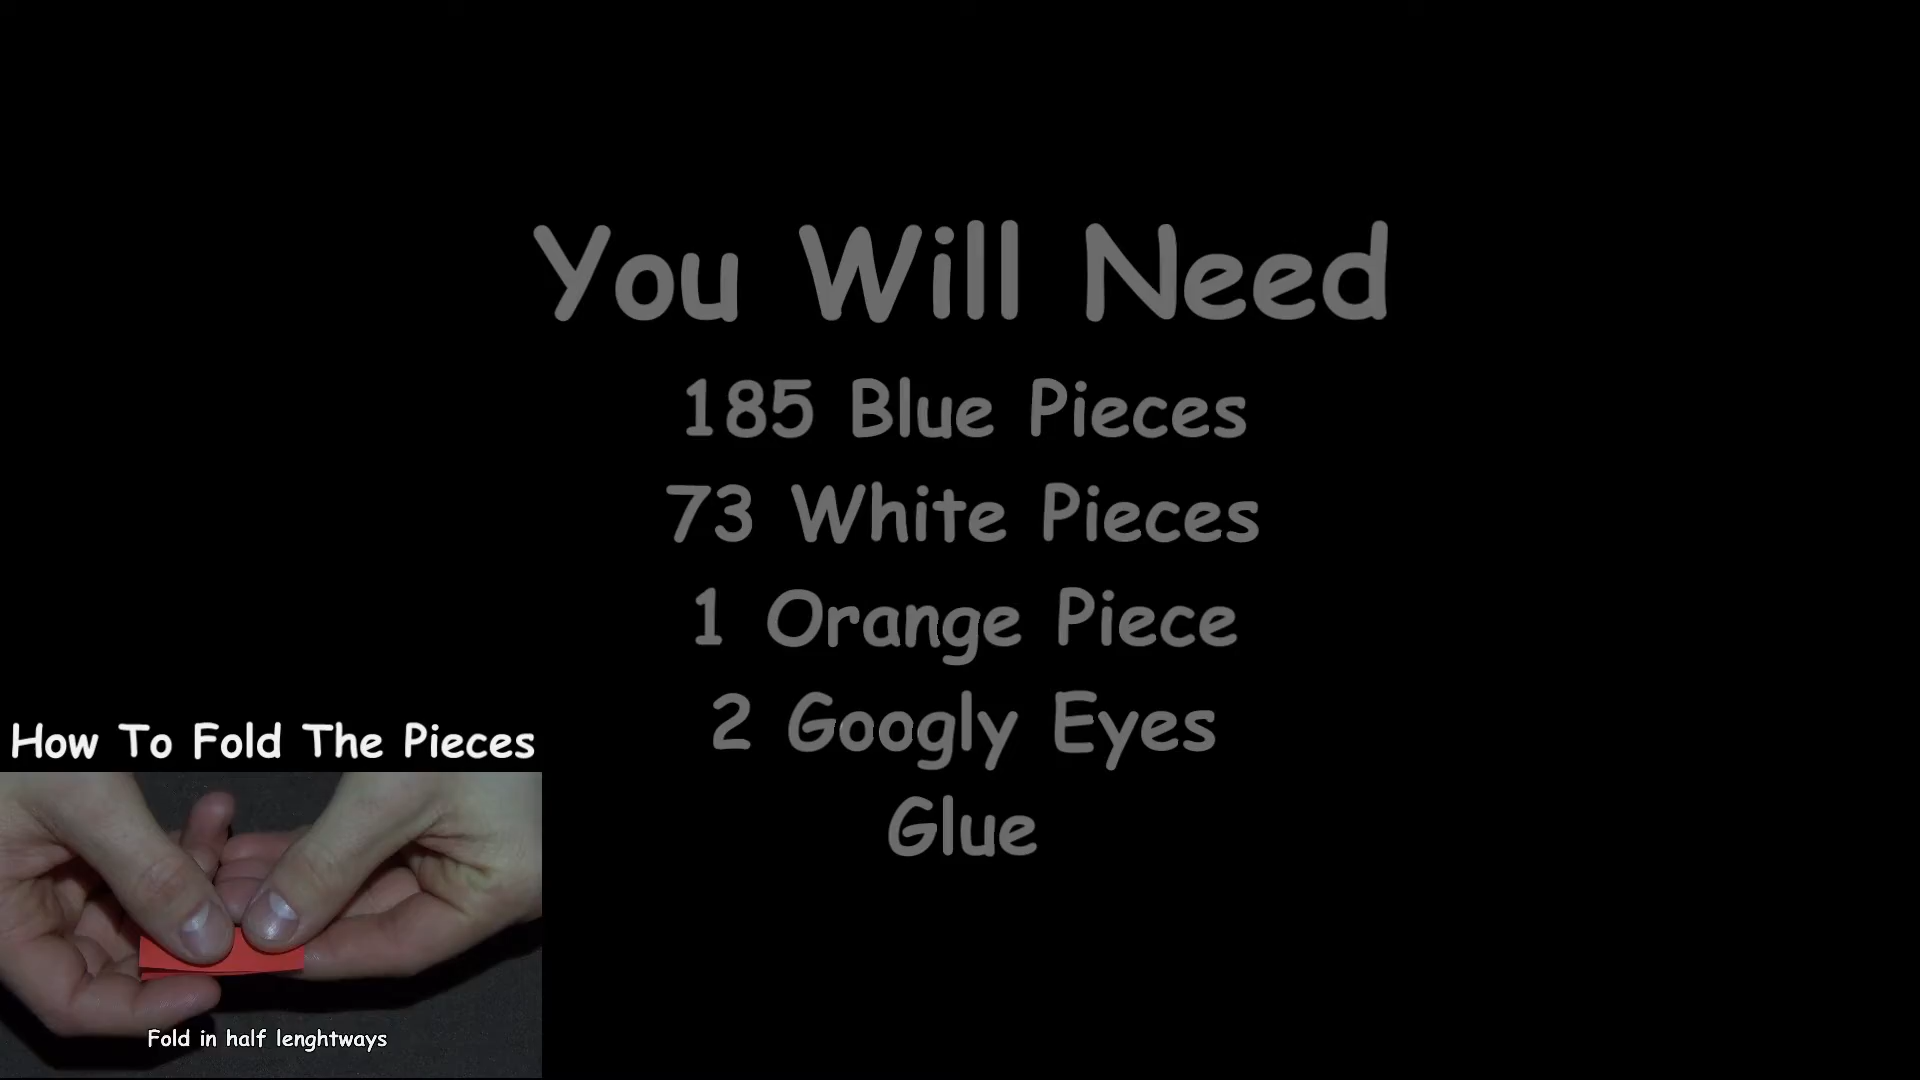 You Will Need
185 Blue Pieces
73 White Pieces
1 Orange Piece
2 Googly Eyes
Glue
How To Fold The Pieces
Fold in half lenghtways